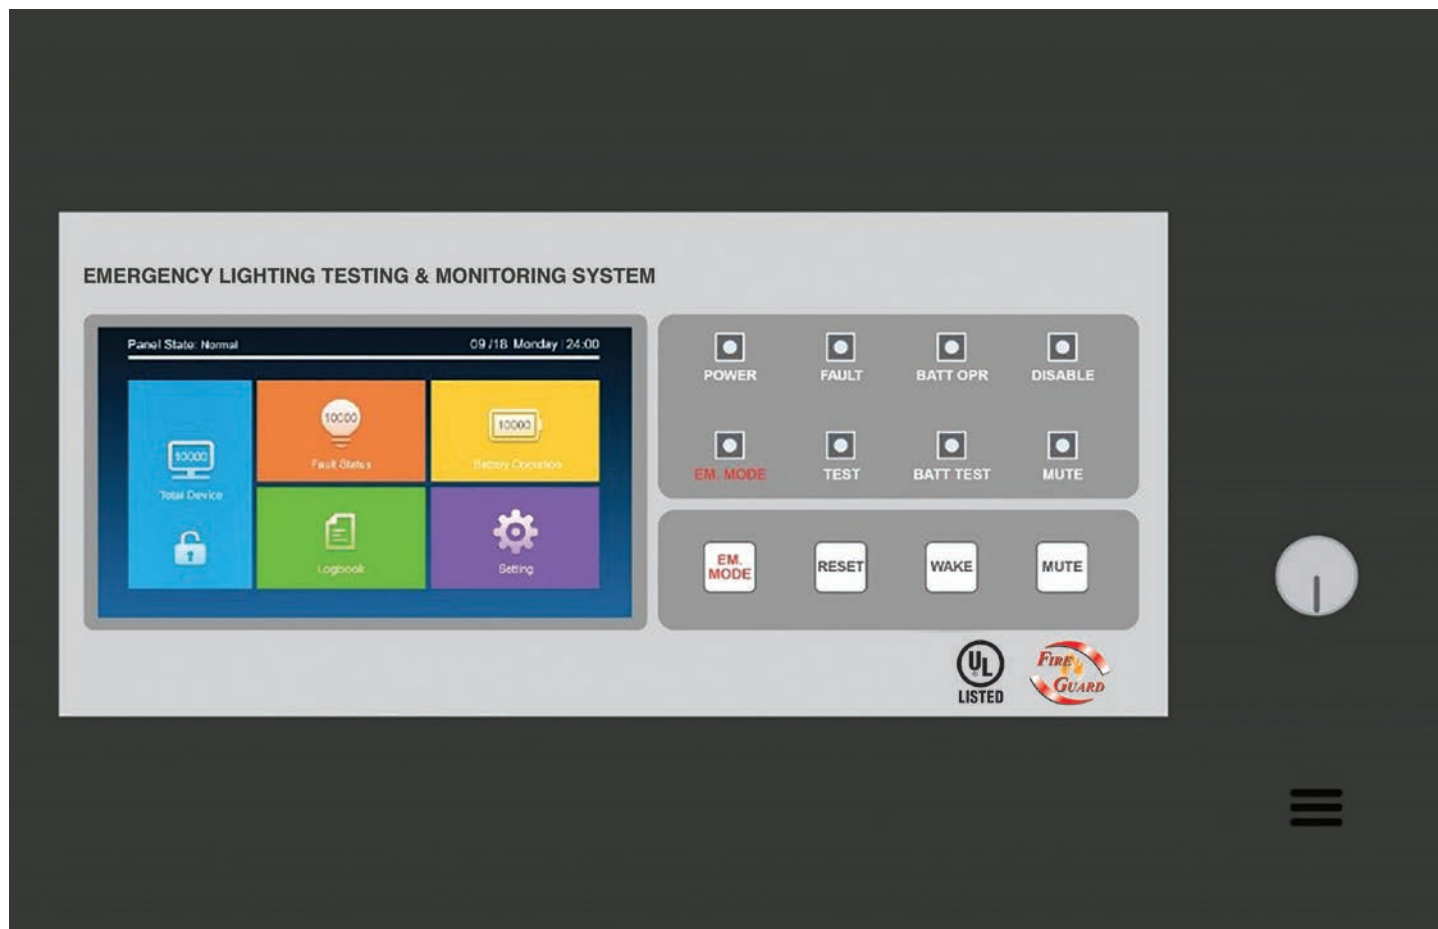 EMERGENCY LIGHTING TESTING & MONITORING SYSTEM
Panel State: Normal
09/18 Monday 24:00
10000
Total Device
10000
Fault Status
10000
Battery Operation
Logbook
Setting
POWER
FAULT
BATT OPR
DISABLE
EM. MODE
TEST
BATT TEST
MUTE
EM.
MODE
RESET
WAKE
MUTE
UL
LISTED
FIRE
GUARD